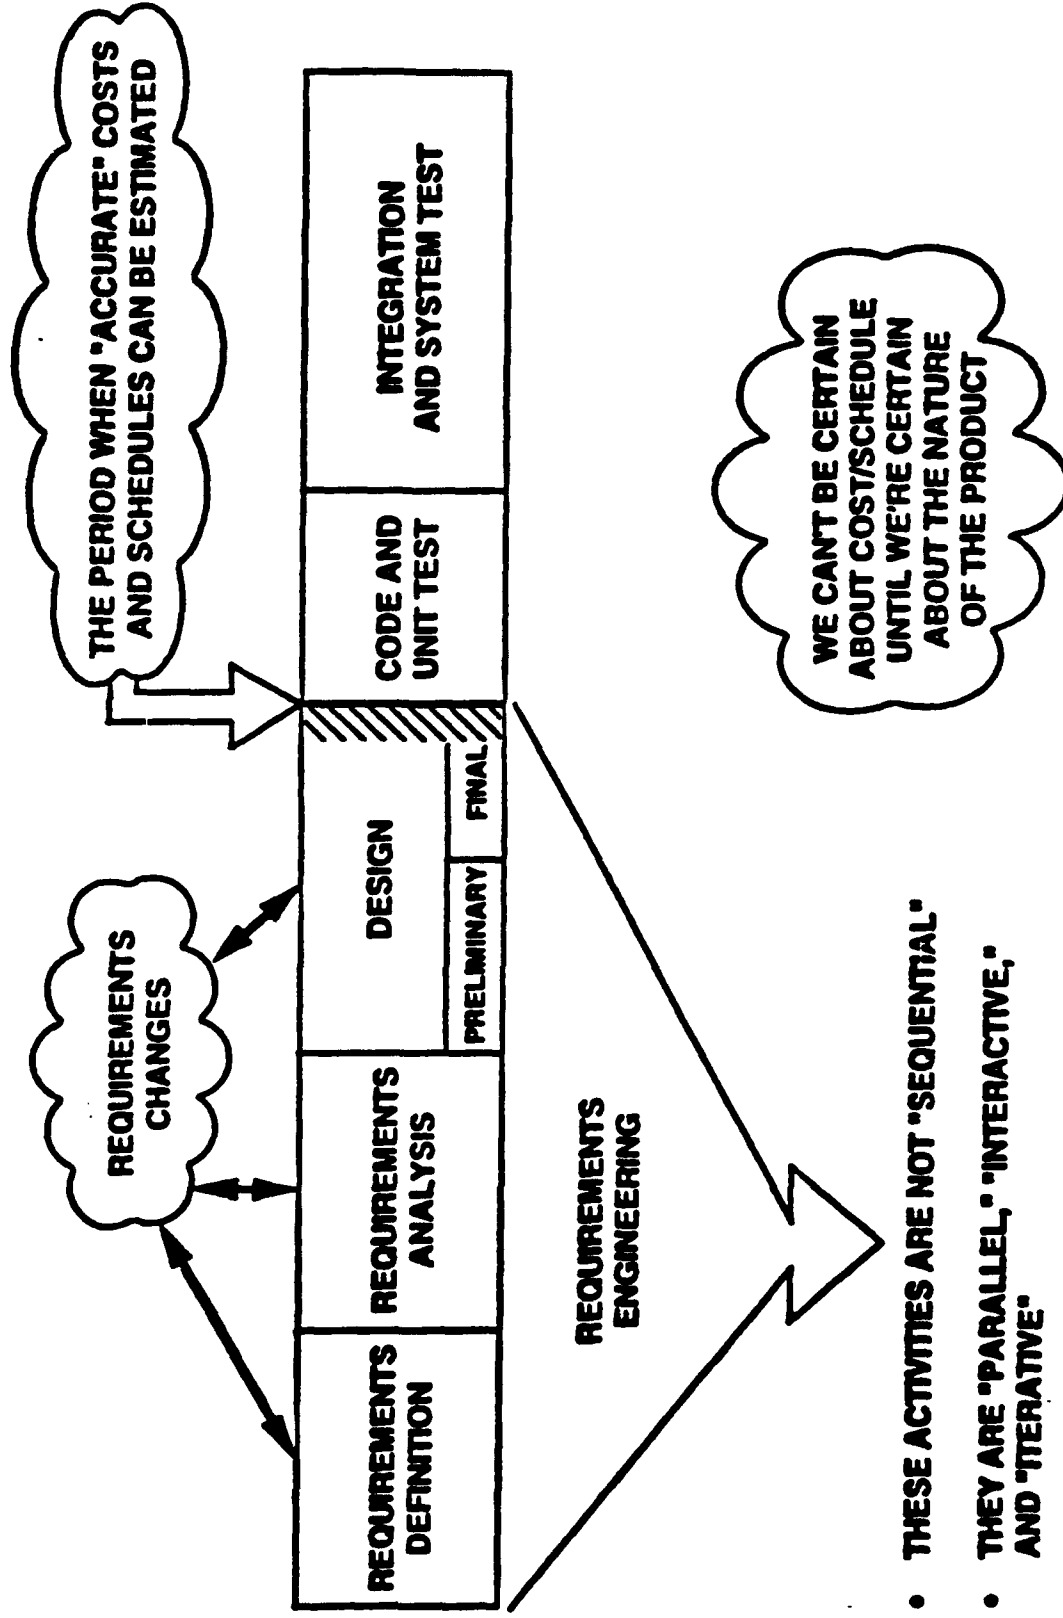 THE PERIOD WHEN "ACCURATE" COSTS
AND SCHEDULES CAN BE ESTIMATED
REQUIREMENTS
CHANGES
REQUIREMENTS
DEFINITION
REQUIREMENTS
ANALYSIS
DESIGN
PRELIMINARY
FINAL
CODE AND
UNIT TEST
INTEGRATION
AND SYSTEM TEST
REQUIREMENTS
ENGINEERING
WE CAN'T BE CERTAIN
ABOUT COST/SCHEDULE
UNTIL WE'RE CERTAIN
ABOUT THE NATURE
OF THE PRODUCT
• THESE ACTIVITIES ARE NOT "SEQUENTIAL"
• THEY ARE "PARALLEL," "INTERACTIVE,"
AND "ITERATIVE"